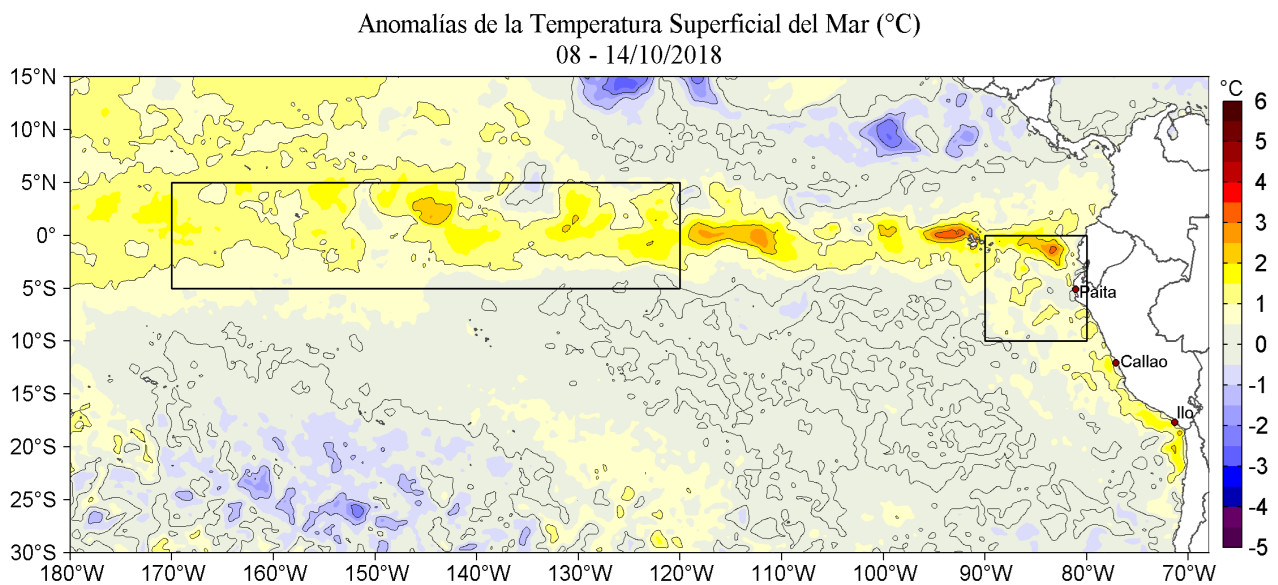 Anomalías de la Temperatura Superficial del Mar (°C)
08 - 14/10/2018
15°N
10°N
5°N
0°
5°S
10°S
15°S
20°S
25°S
30°S
180°W
170°W
160°W
150°W
140°W
130°W
120°W
110°W
100°W
90°W
80°W
70°W
Paita
Callao
Ilo
°C
6
5
4
3
2
1
0
-1
-2
-3
-4
-5